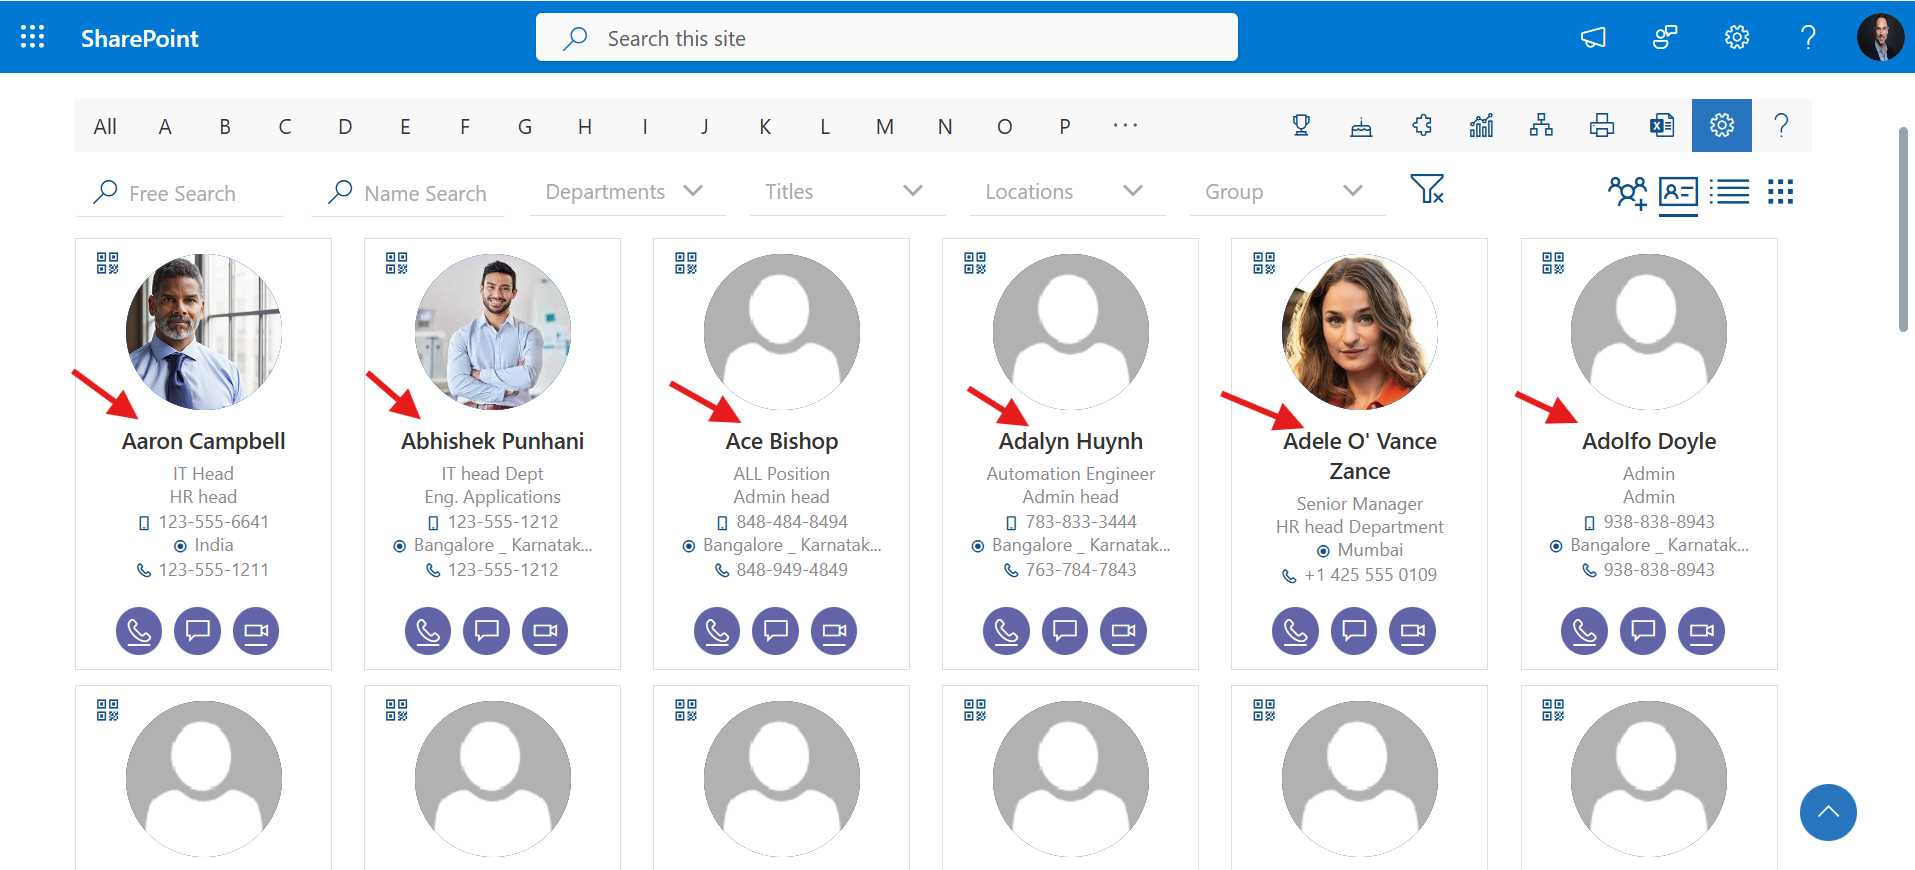 SharePoint
Search this site
All A B C D E F G H I J K L M N O P ...
Free Search
Name Search
Departments
Titles
Locations
Group
Aaron Campbell
IT Head
HR head
123-555-6641
India
123-555-1211
Abhishek Punhani
IT head Dept
Eng. Applications
123-555-1212
Bangalore _ Karnatak...
123-555-1212
Ace Bishop
ALL Position
Admin head
848-484-8494
Bangalore _ Karnatak...
848-949-4849
Adalyn Huynh
Automation Engineer
Admin head
783-833-3444
Bangalore _ Karnatak...
763-784-7843
Adele O' Vance
Zance
Senior Manager
HR head Department
Mumbai
+1 425 555 0109
Adolfo Doyle
Admin
Admin
938-838-8943
Bangalore _ Karnatak...
938-838-8943